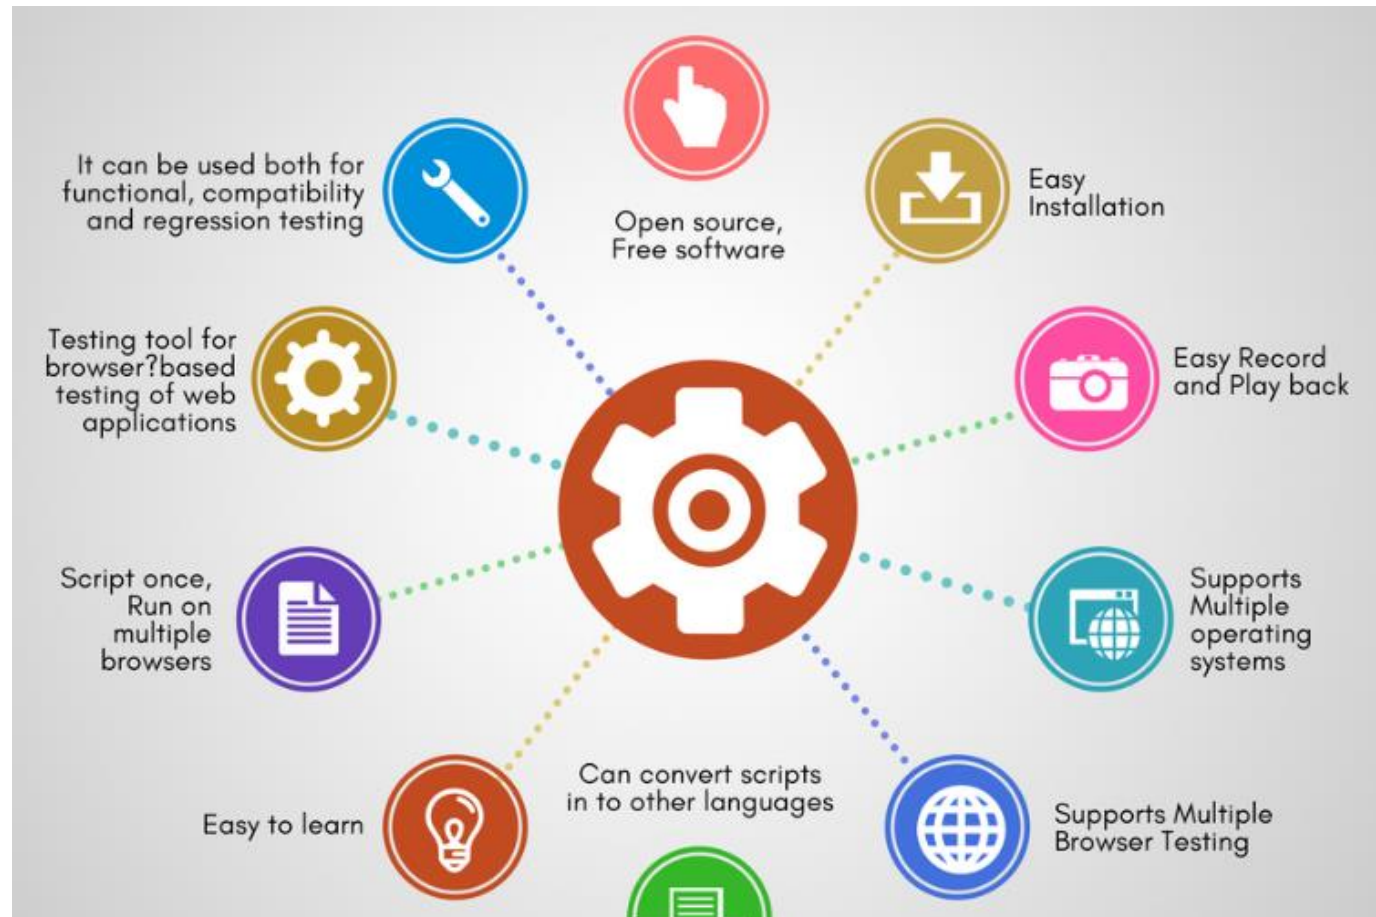 Open source,
Free software
Easy
Installation
Easy Record
and Play back
Supports
Multiple
operating
systems
Supports Multiple
Browser Testing
Can convert scripts
in to other languages
Easy to learn
Script once,
Run on
multiple
browsers
Testing tool for
browser?based
testing of web
applications
It can be used both for
functional, compatibility
and regression testing